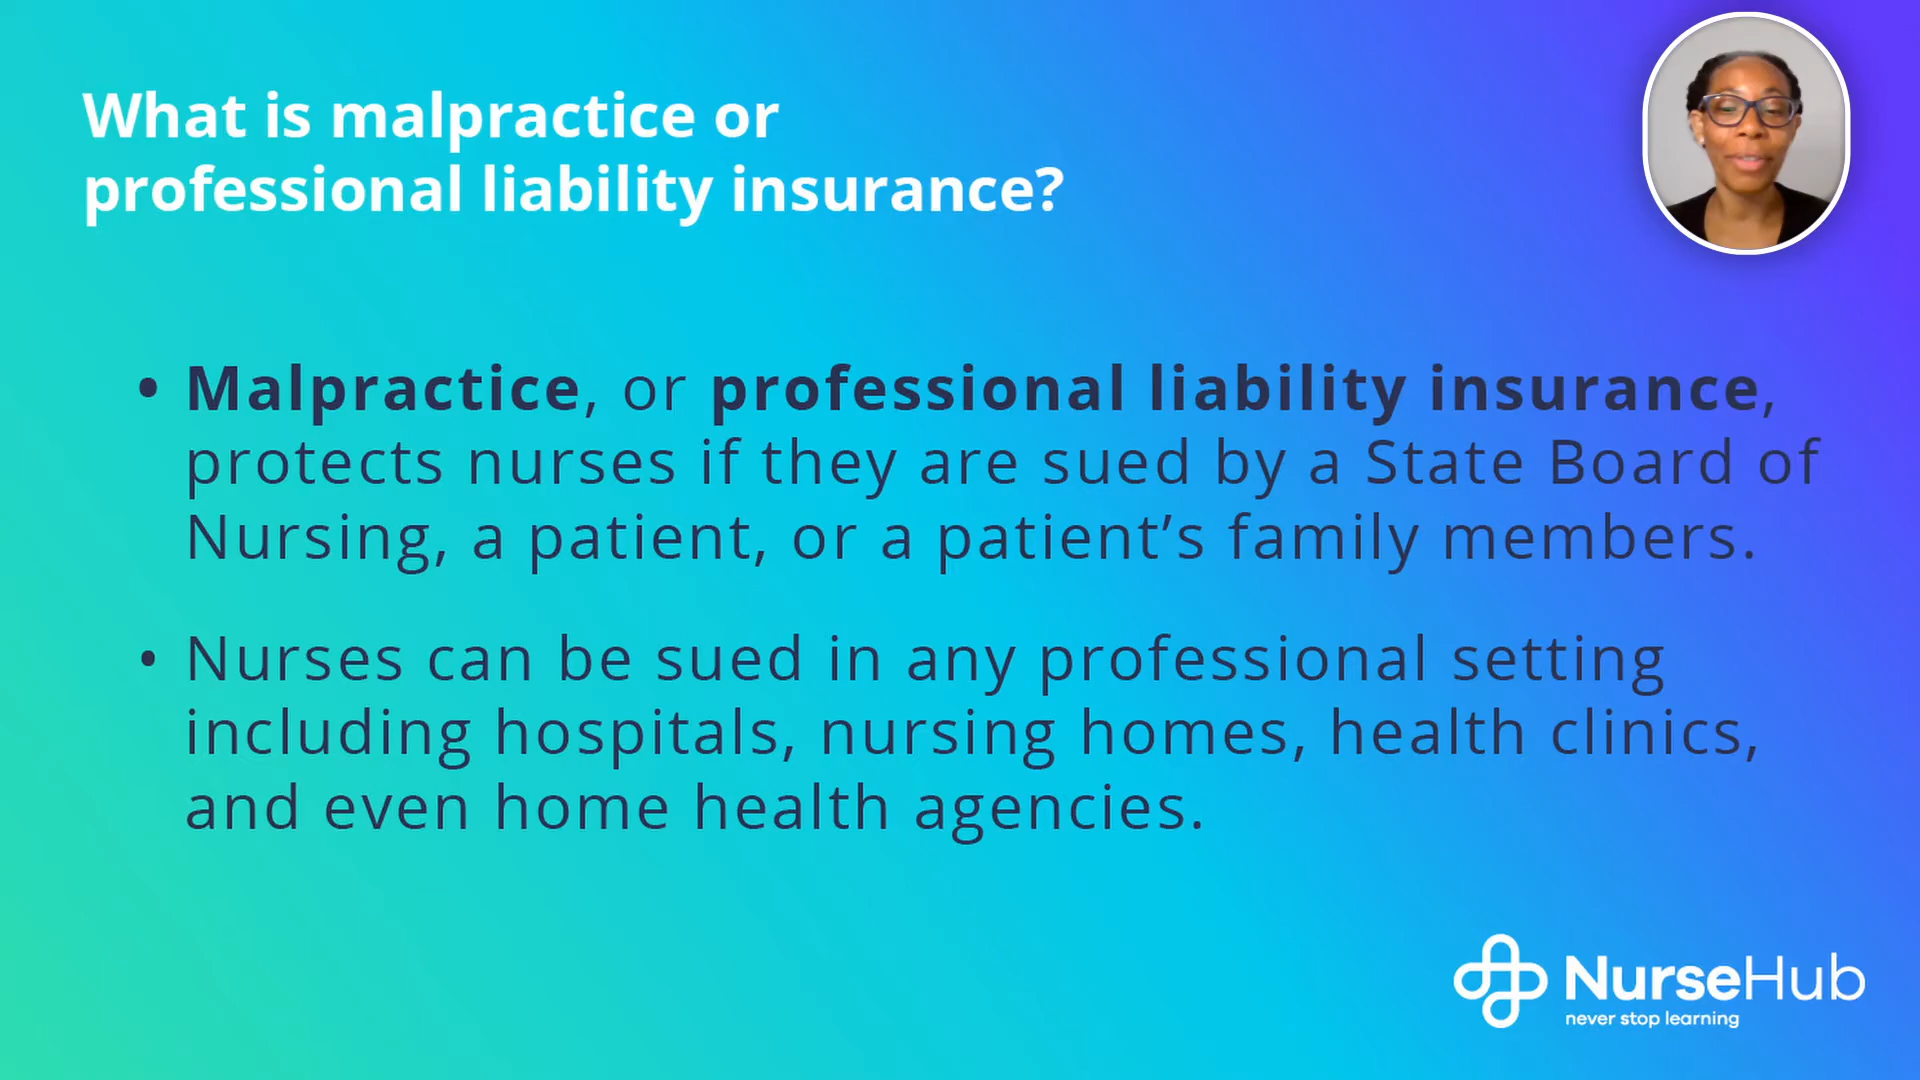 What is malpractice or
professional liability insurance?
• Malpractice, or professional liability insurance,
protects nurses if they are sued by a State Board of
Nursing, a patient, or a patient’s family members.
• Nurses can be sued in any professional setting
including hospitals, nursing homes, health clinics,
and even home health agencies.
NurseHub
never stop learning